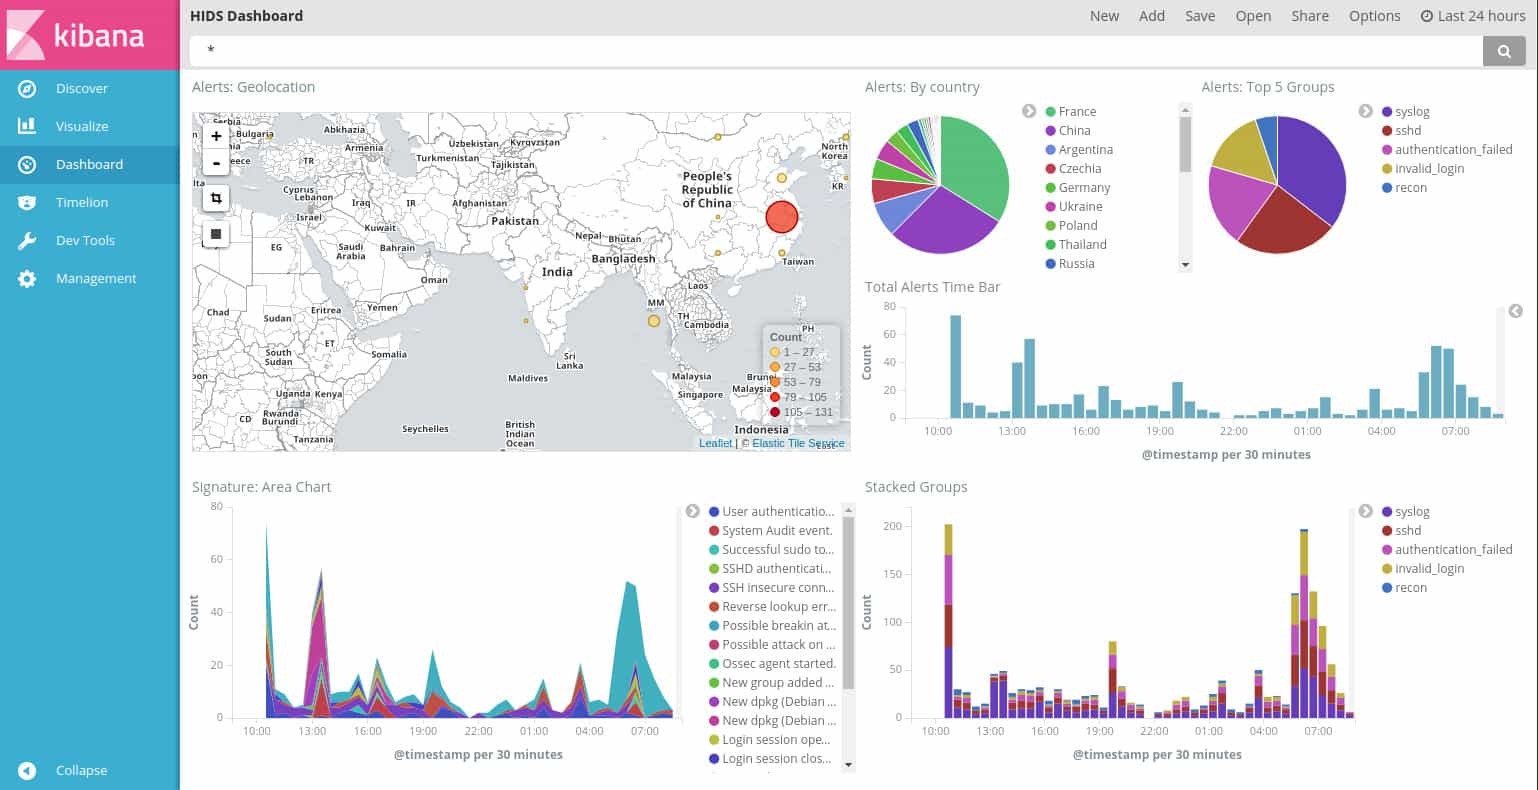 kibana
Discover
Visualize
Dashboard
Timelion
Dev Tools
Management
Collapse
HIDS Dashboard
New Add Save Open Share Options Last 24 hours
*
Alerts: Geolocation
+
-
Serbia
Bulgaria
Abkhazia
Armenia
TR
Uzbekistan
Kyrgyzstan
Turkmenistan
Tajikistan
North
Korea
KR
People's
Republic
of China
Cyprus
Lebanon
Israel
Iraq
IR
Afghanistan
Pakistan
Kuwait
Nepal
Bhutan
EG
Saudi
Arabia
Bahrain
Bangladesh
Taiwan
India
Oman
Laos
MM
Chad
Sudan
Eritrea
Yemen
TH
Cambodia
PH
ET
South
Sudan
Somalia
Sri
Lanka
Maldives
Malaysia
Malaysia
Singapore
Uganda
Kenya
CD
Rwanda
Burundi
Tanzania
Seychelles
British
Indian
Ocean
Indonesia
Count
1 – 27
27 – 53
53 – 79
79 – 105
105 – 131
Leaflet | © Elastic Tile Service
Alerts: By country
France
China
Argentina
Czechia
Germany
Ukraine
Poland
Thailand
Russia
Alerts: Top 5 Groups
syslog
sshd
authentication_failed
invalid_login
recon
Total Alerts Time Bar
80
60
40
20
0
Count
10:00 13:00 16:00 19:00 22:00 01:00 04:00 07:00
@timestamp per 30 minutes
Signature: Area Chart
80
60
40
20
0
Count
10:00 13:00 16:00 19:00 22:00 01:00 04:00 07:00
@timestamp per 30 minutes
User authenticatio...
System Audit event.
Successful sudo to...
SSHD authenticati...
SSH insecure conn...
Reverse lookup err...
Possible breakin at...
Possible attack on ...
Ossec agent started.
New group added ...
New dpkg (Debian ...
New dpkg (Debian ...
Login session ope...
Login session clos...
Stacked Groups
200
150
100
50
0
Count
10:00 13:00 16:00 19:00 22:00 01:00 04:00 07:00
@timestamp per 30 minutes
syslog
sshd
authentication_failed
invalid_login
recon